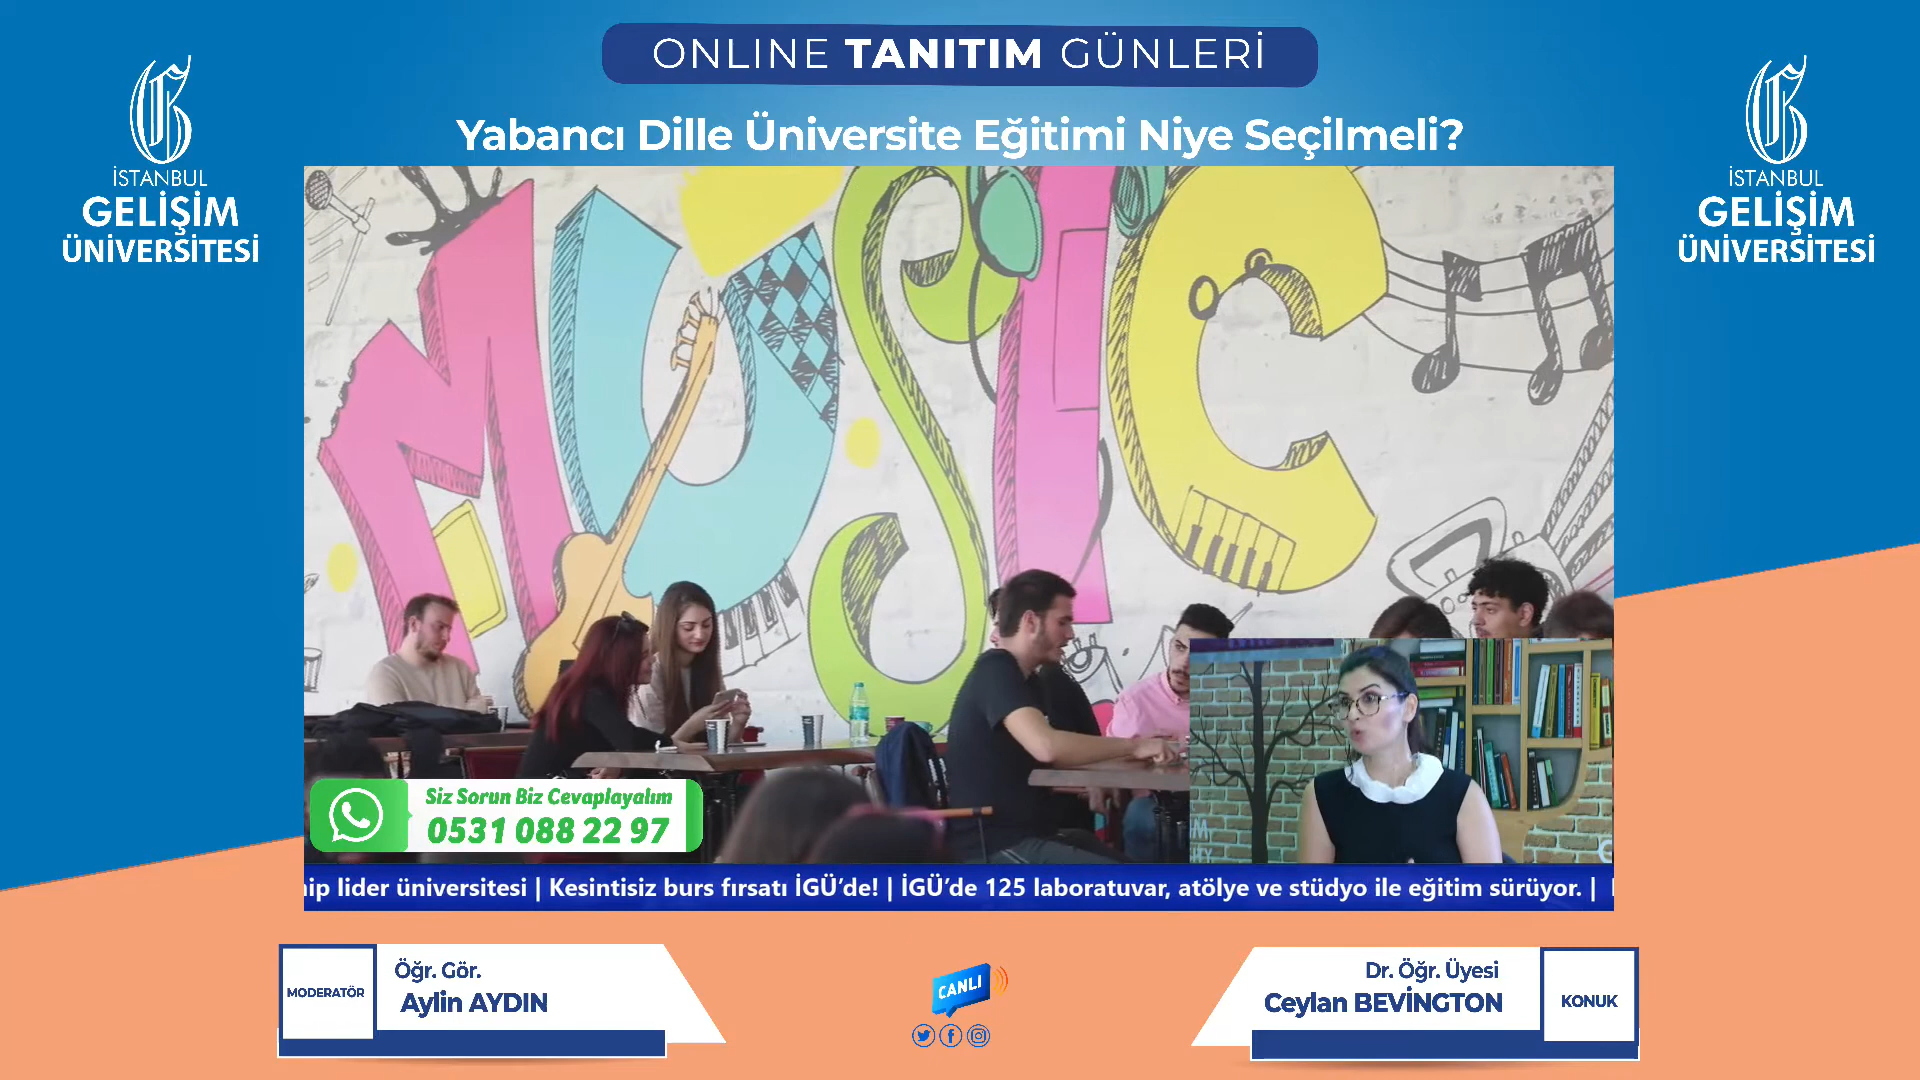 ONLINE TANITIM GÜNLERİ
Yabancı Dille Üniversite Eğitimi Niye Seçilmeli?
İSTANBUL
GELİŞİM
ÜNİVERSİTESİ
İSTANBUL
GELİŞİM
ÜNİVERSİTESİ
MUSIC
Siz Sorun Biz Cevaplayalım
0531 088 22 97
lider üniversitesi | Kesintisiz burs fırsatı İGÜ'de! | İGÜ'de 125 laboratuvar, atölye ve stüdyo ile eğitim sürüyor. |
MODERATÖR
Öğr. Gör.
Aylin AYDIN
CANLI
Dr. Öğr. Üyesi
Ceylan BEVİNGTON
KONUK